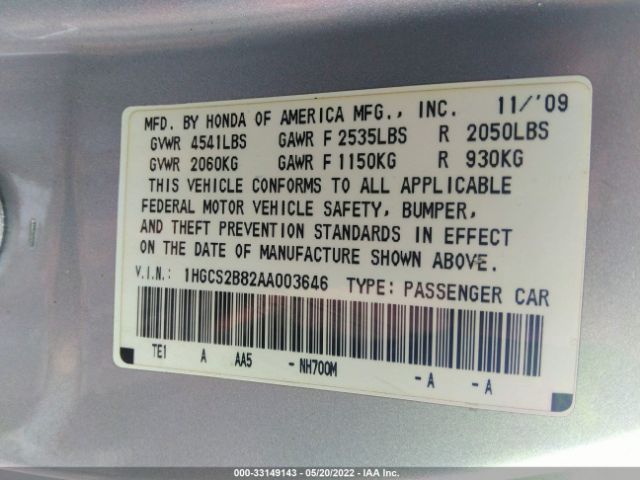 MFD. BY HONDA OF AMERICA MFG., INC. 11/'09
GVWR 4541LBS GAWR F 2535LBS R 2050LBS
GVWR 2060KG GAWR F 1150KG R 930KG
THIS VEHICLE CONFORMS TO ALL APPLICABLE
FEDERAL MOTOR VEHICLE SAFETY, BUMPER,
AND THEFT PREVENTION STANDARDS IN EFFECT
ON THE DATE OF MANUFACTURE SHOWN ABOVE.
V.I.N.: 1HGCS2B82AA003646 TYPE: PASSENGER CAR
TE1 A AA5 - NH700M - A - A
000-33149143 - 05/20/2022 - IAA Inc.